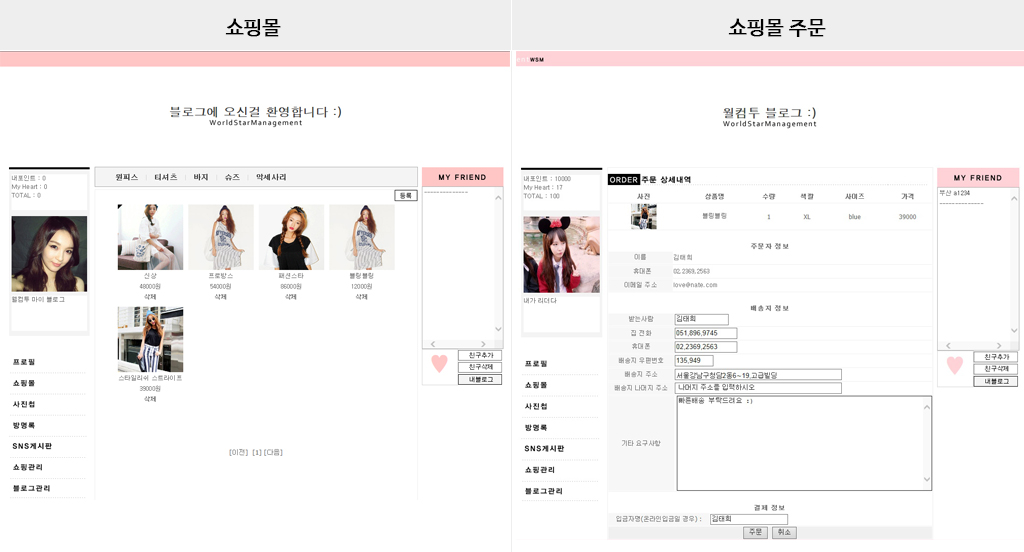 쇼핑몰
블로그에 오신걸 환영합니다 :)
WorldStarManagement
내포인트 : 0
My Heart : 0
TOTAL : 0
웰컴투 마이 블로그
프로필
쇼핑몰
사진첩
방명록
SNS게시판
쇼핑관리
블로그관리
원피스 티셔츠 바지 슈즈 악세사리
등록
신상 프로방스 패션스타 블링블링
48000원 54000원 86000원 12000원
삭제 삭제 삭제 삭제
스타일리쉬 스트라이프
39000원
삭제
[이전] [1] [다음]
MY FRIEND
---------------
친구추가
친구삭제
내블로그
쇼핑몰 주문
WSM
월컴투 블로그 :)
WorldStarManagement
내포인트 : 10000
My Heart : 17
TOTAL : 100
내가 리더다
프로필
쇼핑몰
사진첩
방명록
SNS게시판
쇼핑관리
블로그관리
ORDER 주문 상세내역
사진 상품명 수량 색깔 사이즈 가격
블링블링 1 XL blue 39000
주문자 정보
이름 김태희
휴대폰 02,2369,2563
이메일 주소 love@nate.com
배송지 정보
받는사람 김태희
집 전화 051,896,9745
휴대폰 02,2369,2563
배송지 우편번호 135,949
배송지 주소 서울강남구청담2동6~19,고급빌딩
배송지 나머지 주소 나머지 주소를 입력하시오
기타 요구사항 빠른배송 부탁드려요 :)
결제 정보
입금자명(온라인입금일 경우) : 김태희
주문 취소
MY FRIEND
부산 a1234
---------------
친구추가
친구삭제
내블로그